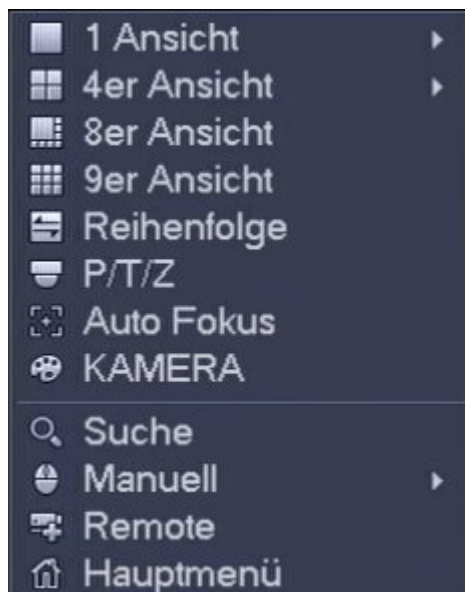 1 Ansicht
4er Ansicht
8er Ansicht
9er Ansicht
Reihenfolge
P/T/Z
Auto Fokus
KAMERA
Suche
Manuell
Remote
Hauptmenü